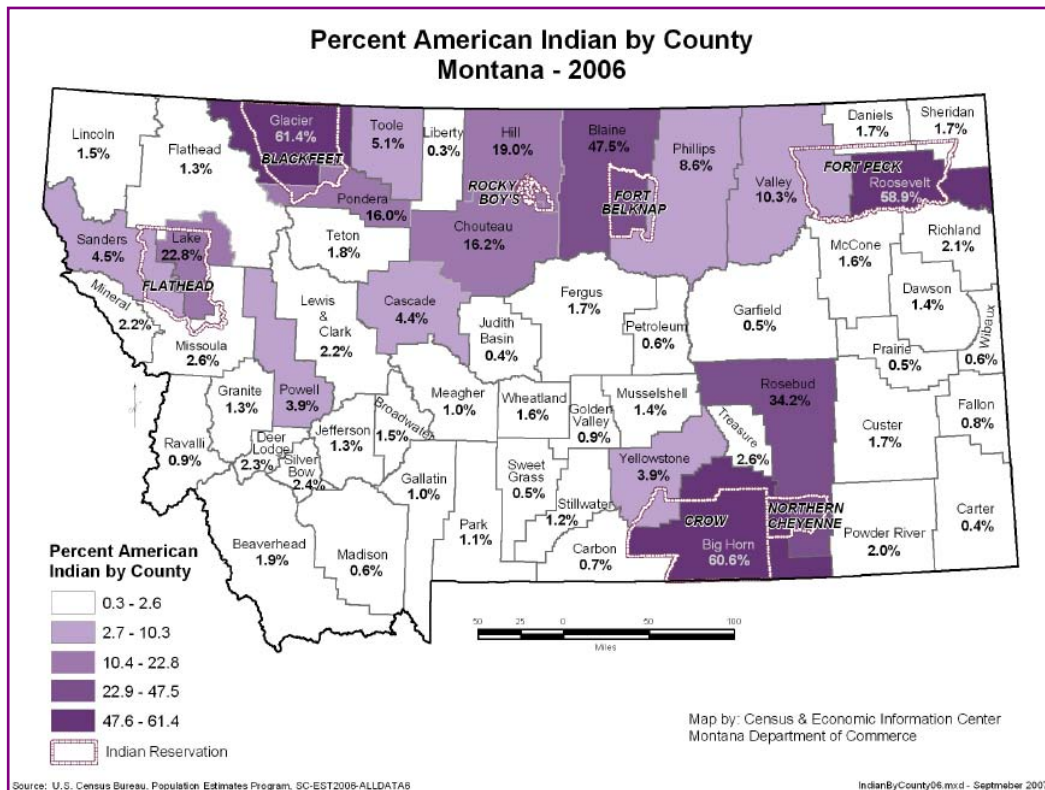 Percent American Indian by County
Montana - 2006
Lincoln
1.5%
Flathead
1.3%
Glacier
61.4%
BLACKFEET
Toole
5.1%
Liberty
0.3%
Hill
19.0%
ROCKY
BOY'S
Blaine
47.5%
FORT
BELKNAP
Phillips
8.6%
Valley
10.3%
Daniels
1.7%
Sheridan
1.7%
FORT PECK
Roosevelt
58.9%
Pondera
16.0%
Chouteau
16.2%
Teton
1.8%
Sanders
4.5%
Lake
22.8%
FLATHEAD
Mineral
2.2%
Missoula
2.6%
Lewis
&
Clark
2.2%
Cascade
4.4%
Judith
Basin
0.4%
Fergus
1.7%
Petroleum
0.6%
Garfield
0.5%
McCone
1.6%
Richland
2.1%
Dawson
1.4%
Wibaux
0.6%
Prairie
0.5%
Granite
1.3%
Powell
3.9%
Ravalli
0.9%
Deer
Lodge
2.3%
Silver
Bow
2.4%
Jefferson
1.3%
Broadwater
1.5%
Meagher
1.0%
Wheatland
1.6%
Golden
Valley
0.9%
Musselshell
1.4%
Treasure
2.6%
Rosebud
34.2%
Custer
1.7%
Fallon
0.8%
Gallatin
1.0%
Park
1.1%
Sweet
Grass
0.5%
Stillwater
1.2%
Yellowstone
3.9%
Carbon
0.7%
CROW
Big Horn
60.6%
NORTHERN
CHEYENNE
Powder River
2.0%
Carter
0.4%
Beaverhead
1.9%
Madison
0.6%
Percent American
Indian by County
0.3 - 2.6
2.7 - 10.3
10.4 - 22.8
22.9 - 47.5
47.6 - 61.4
Indian Reservation
50 25 0 50 100
Miles
Map by: Census & Economic Information Center
Montana Department of Commerce
Source: U.S. Census Bureau, Population Estimates Program, SC-EST2006-ALLDATA6
IndianByCounty06.mxd - Septmeber 2007